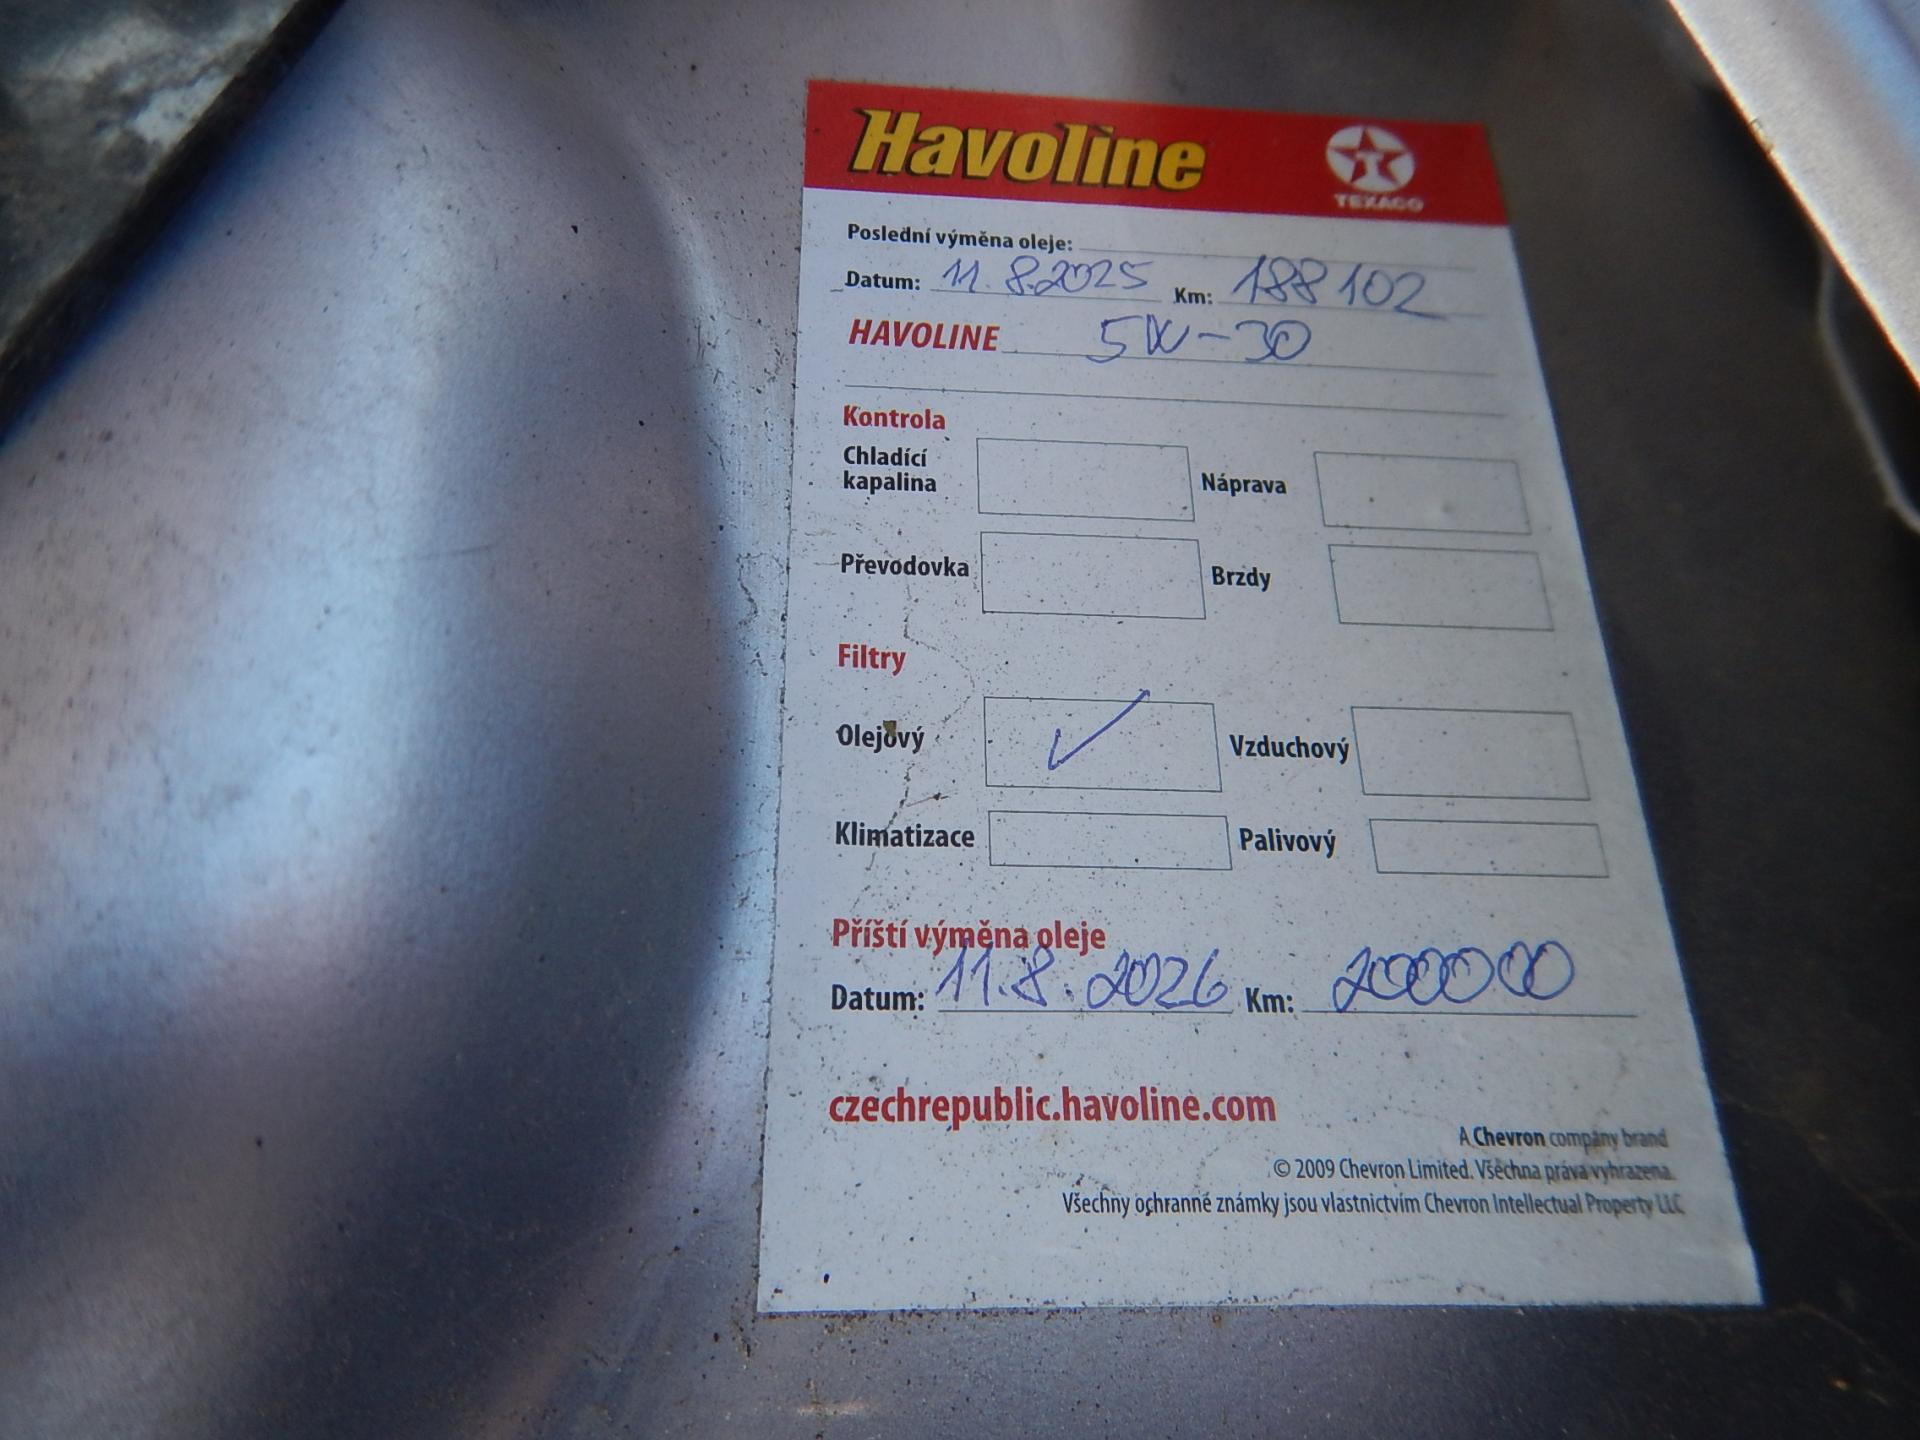 Havoline
TEXACO
Poslední výměna oleje:
Datum: 11.8.2025 Km: 188102
HAVOLINE 5W-30
Kontrola
Chladící
kapalina
Náprava
Převodovka Brzdy
Filtry
Olejový Vzduchový
Klimatizace Palivový
Příští výměna oleje
Datum: 11.8.2026 Km: 200000
czechrepublic.havoline.com
A Chevron company brand
© 2009 Chevron Limited. Všechna práva vyhrazena.
Všechny ochranné známky jsou vlastnictvím Chevron Intellectual Property LLC